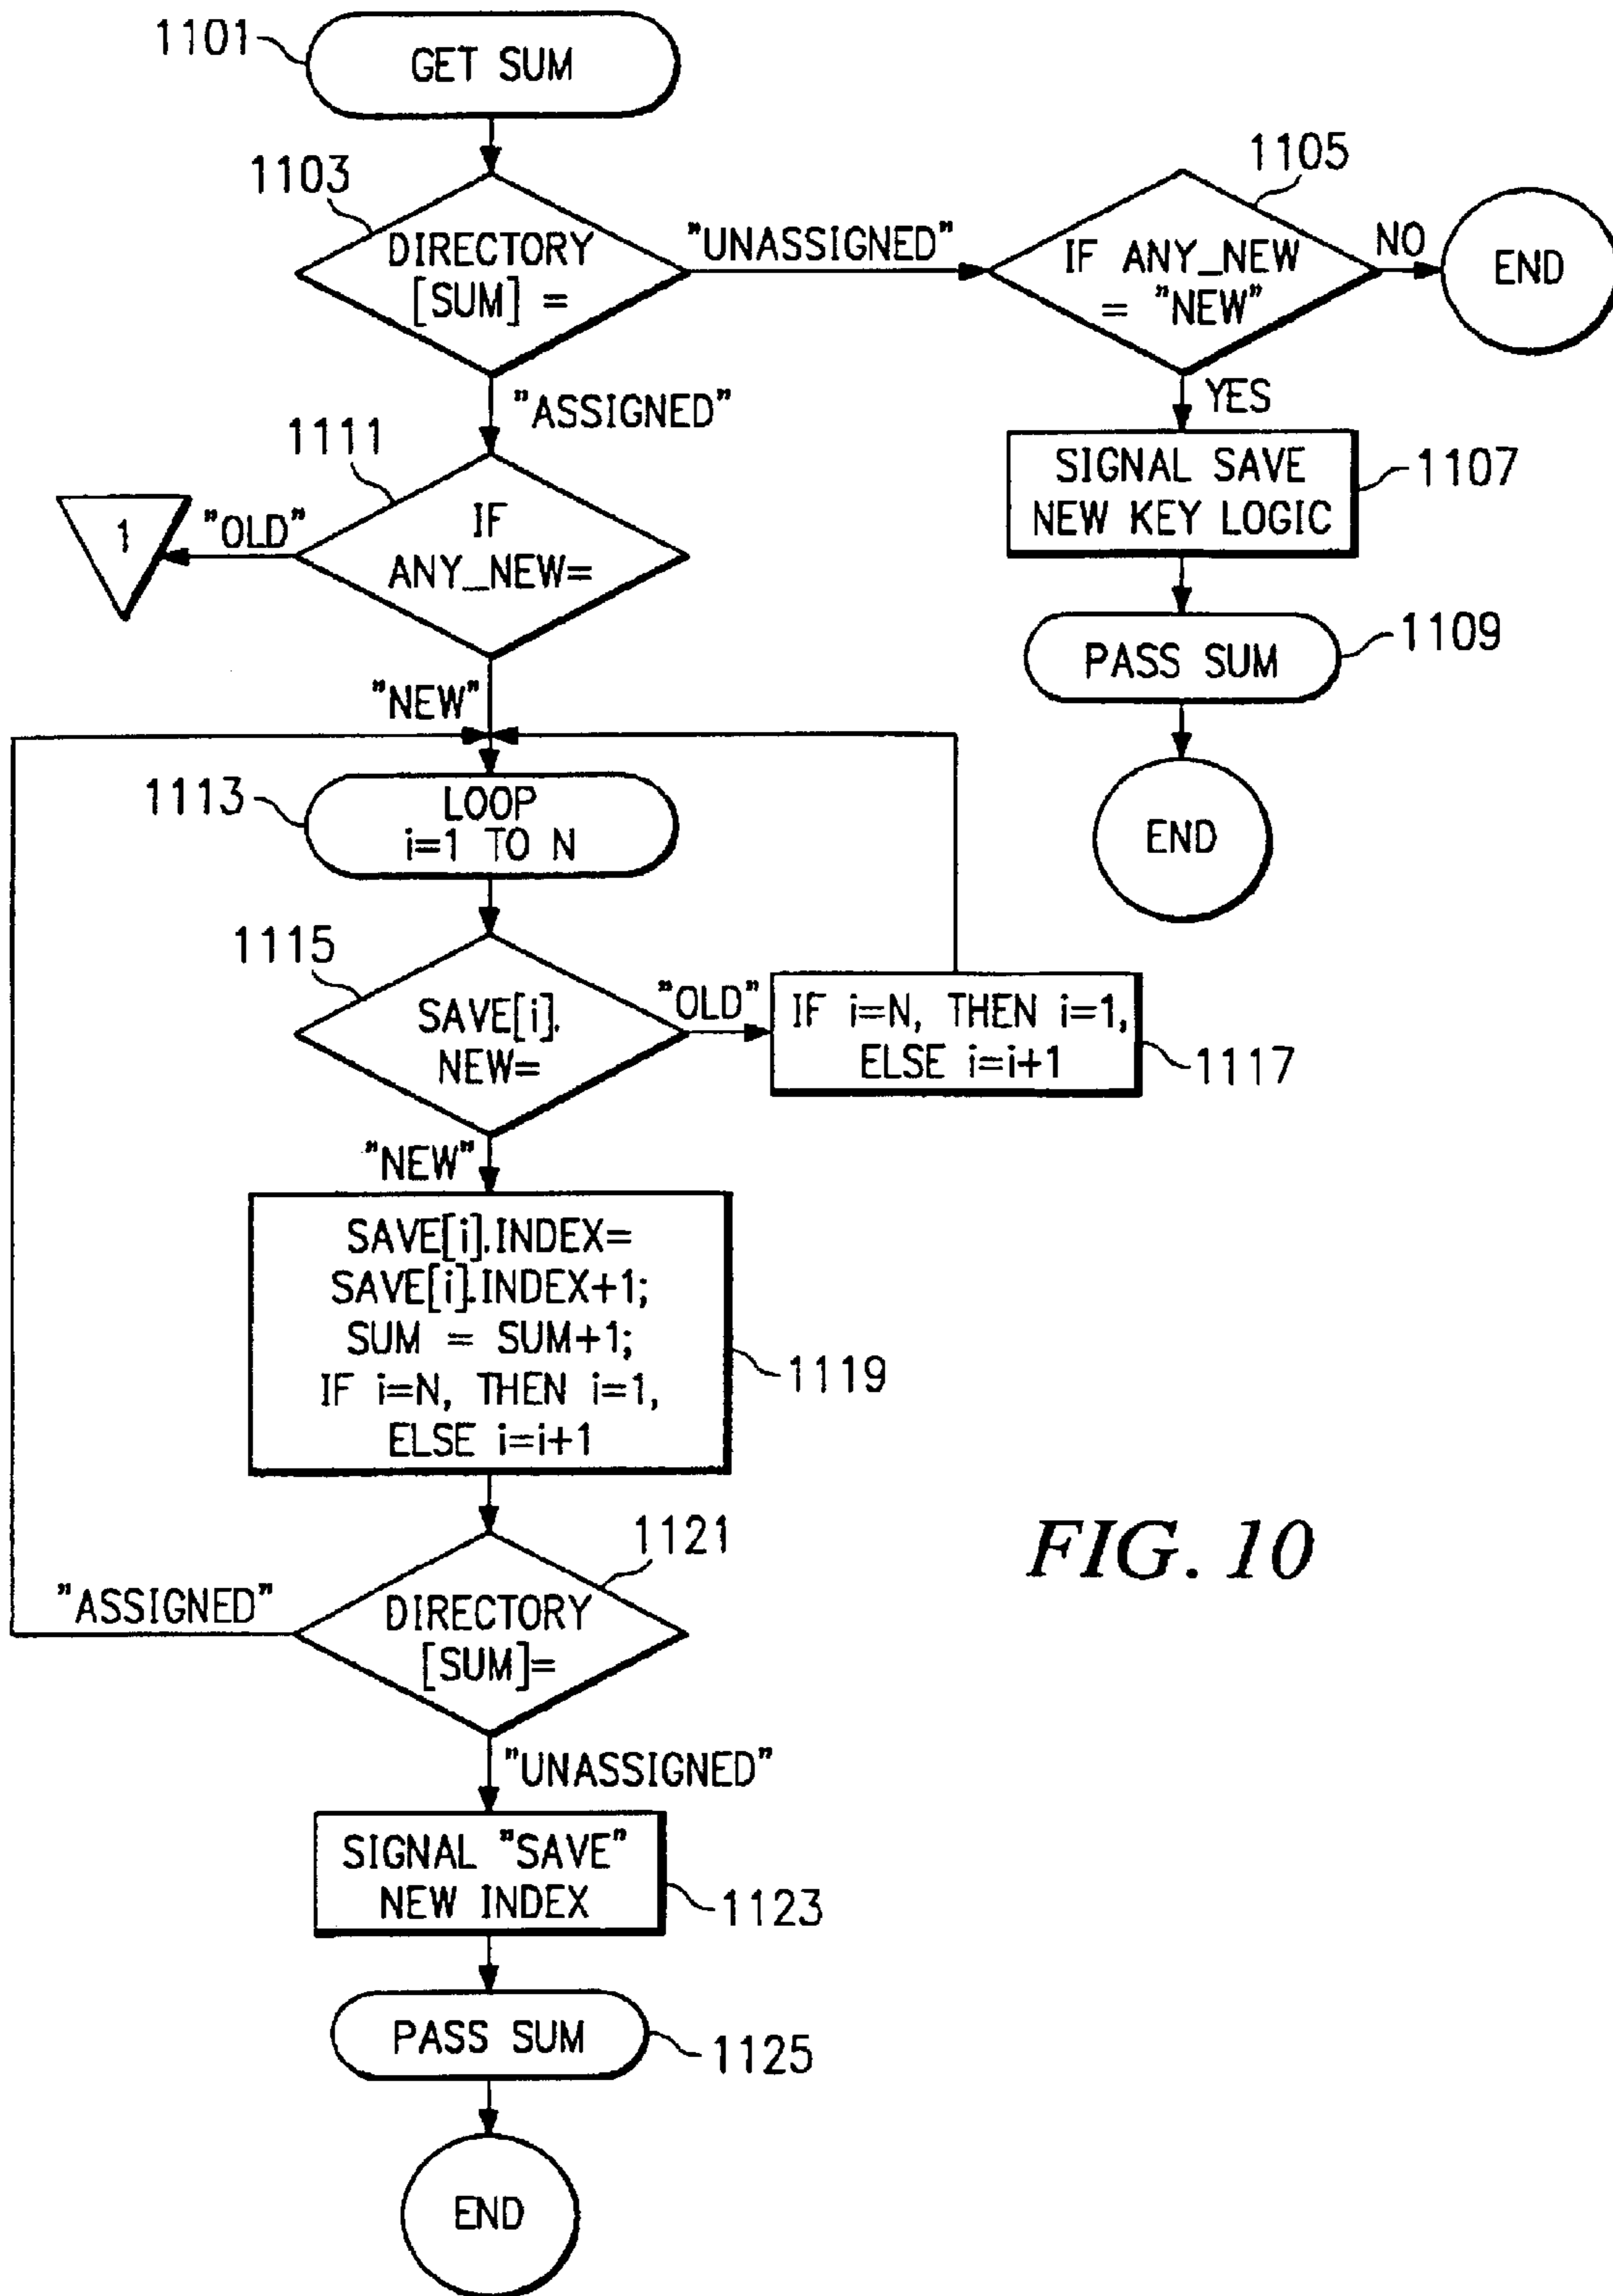 1101
GET SUM
1103
DIRECTORY
[SUM] =
"UNASSIGNED"
1105
IF ANY_NEW
= "NEW"
NO
END
"ASSIGNED"
YES
1111
IF
ANY_NEW=
"OLD"
1
SIGNAL SAVE
NEW KEY LOGIC
1107
PASS SUM
1109
END
"NEW"
1113
LOOP
i=1 TO N
1115
SAVE[i].
NEW=
"OLD"
IF i=N, THEN i=1,
ELSE i=i+1
1117
"NEW"
SAVE[i].INDEX=
SAVE[i].INDEX+1;
SUM = SUM+1;
IF i=N, THEN i=1,
ELSE i=i+1
1119
1121
"ASSIGNED"
DIRECTORY
[SUM]=
FIG. 10
"UNASSIGNED"
SIGNAL "SAVE"
NEW INDEX
1123
PASS SUM
1125
END